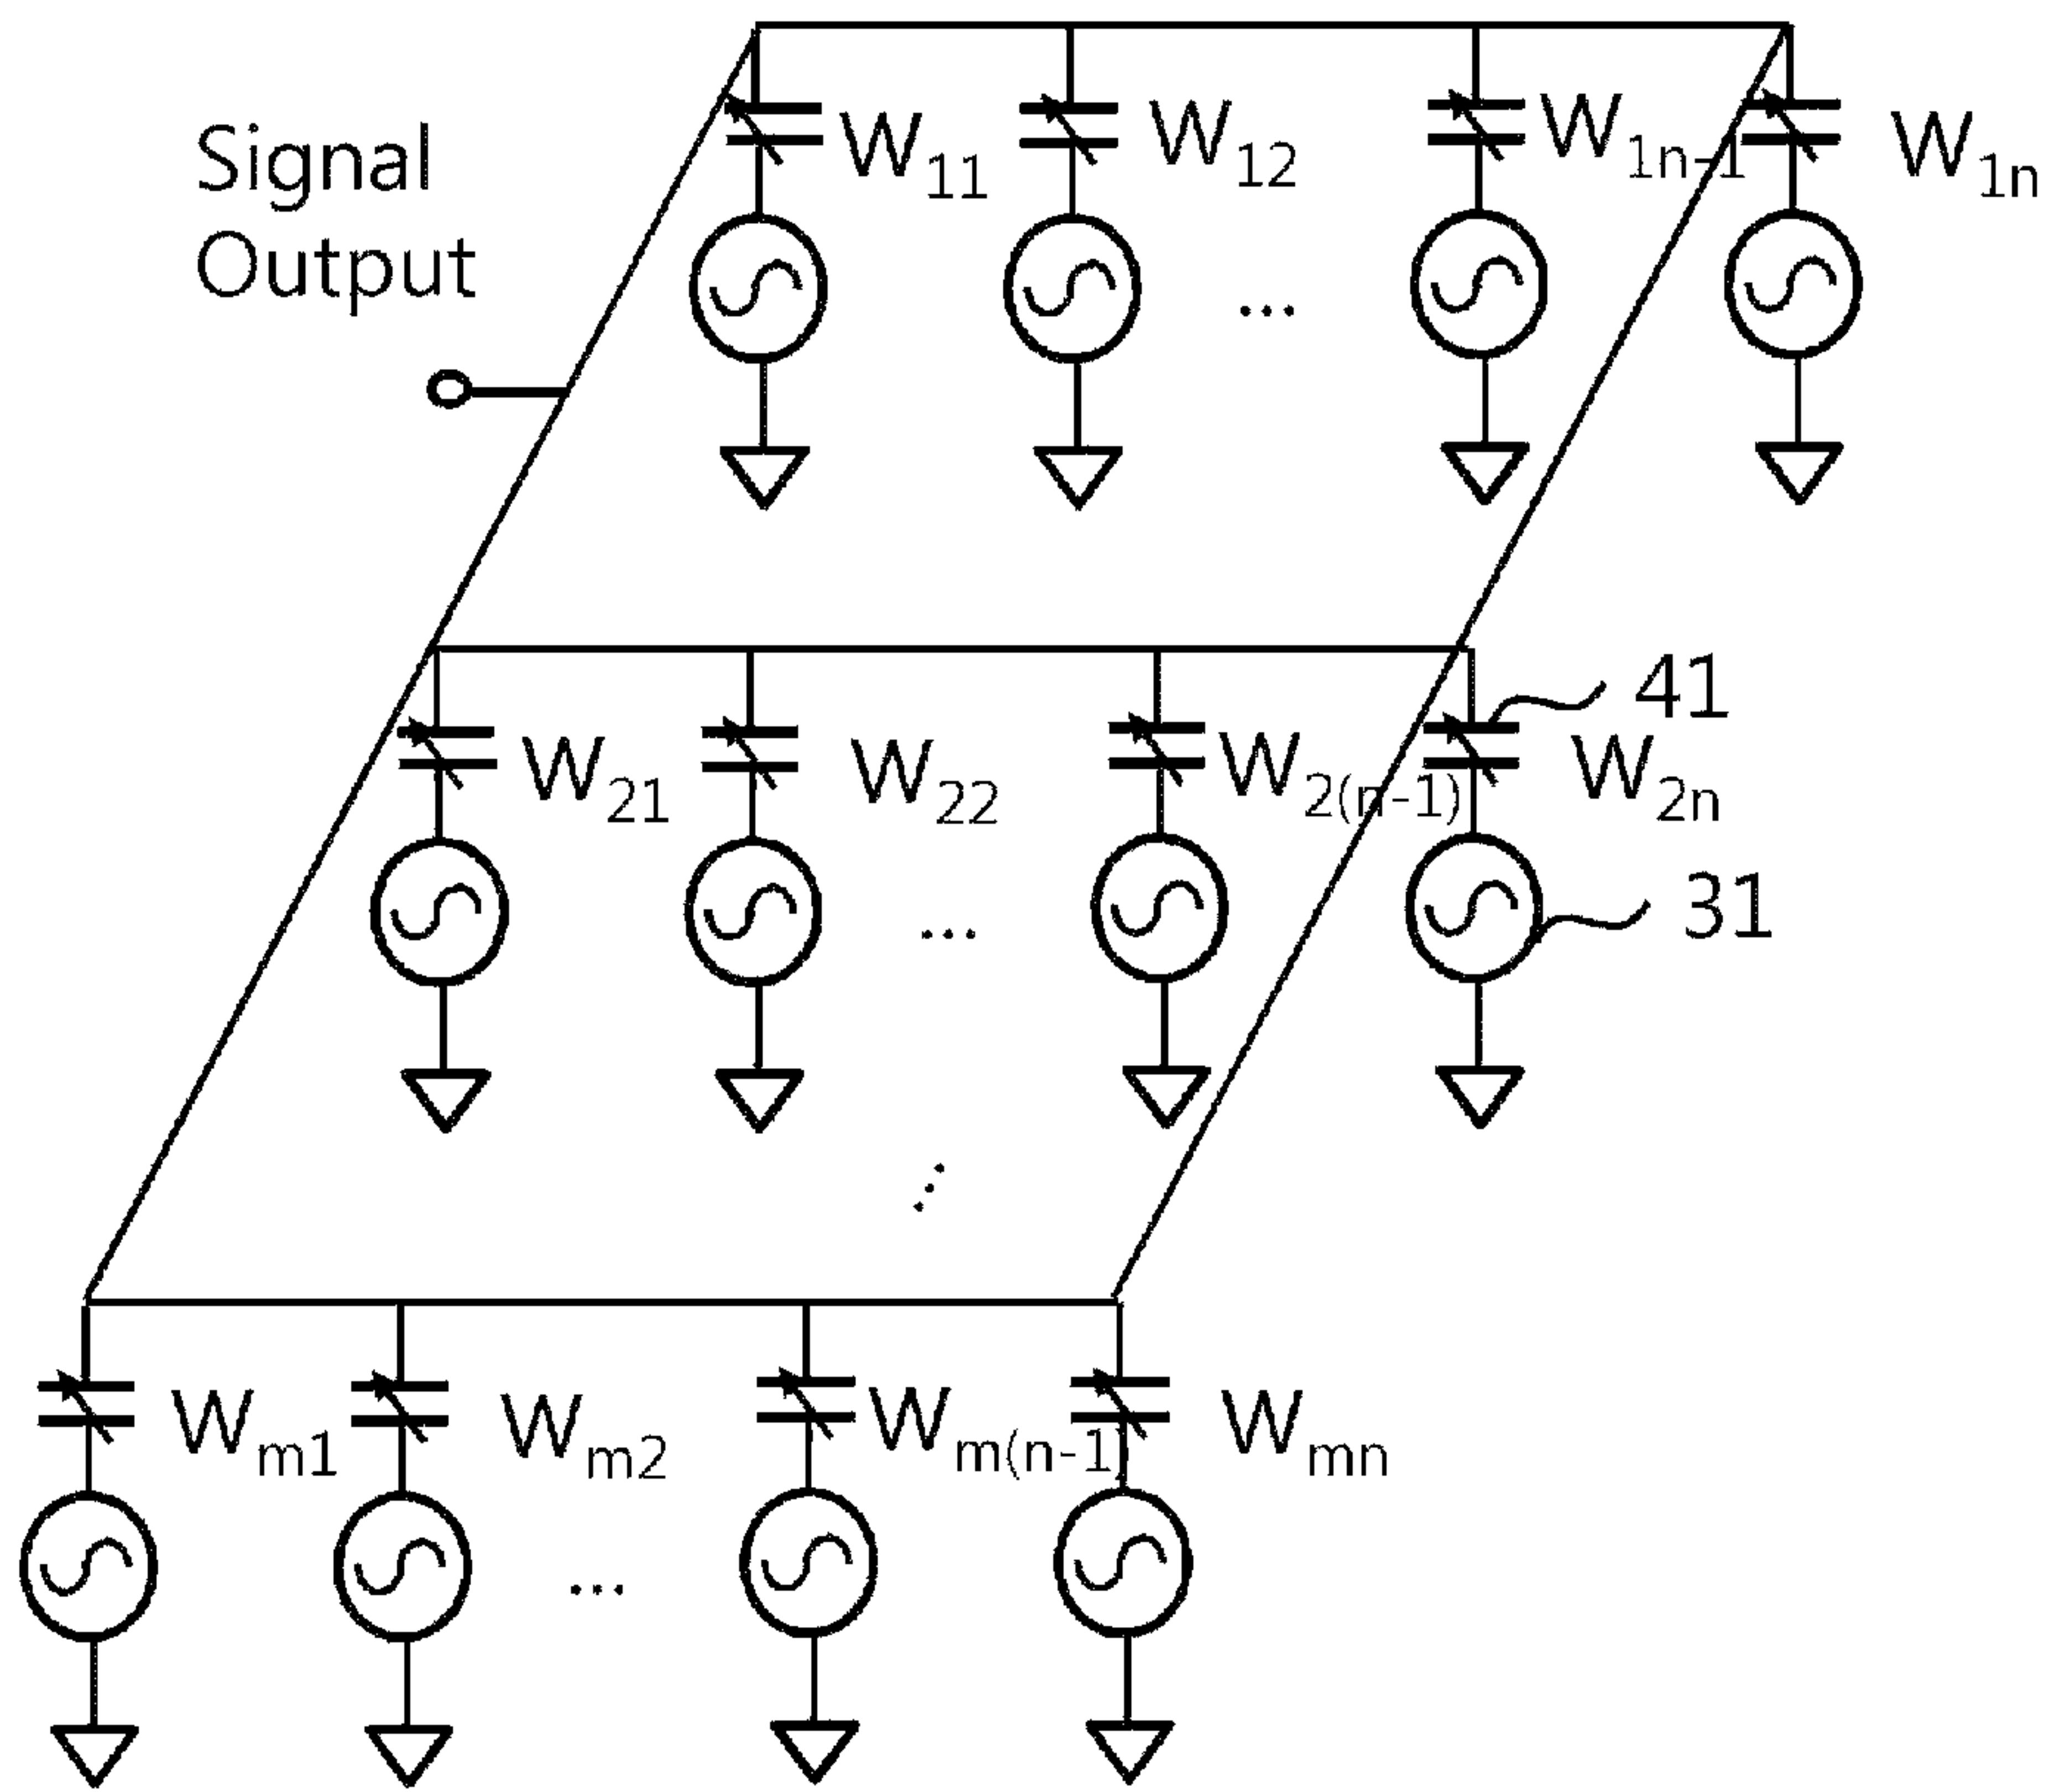 Signal
Output
W11 W12 ... W1n-1 W1n
41
W21 W22 W2(n-1) W2n
... 31
...
Wm1 Wm2 Wm(n-1) Wmn
...